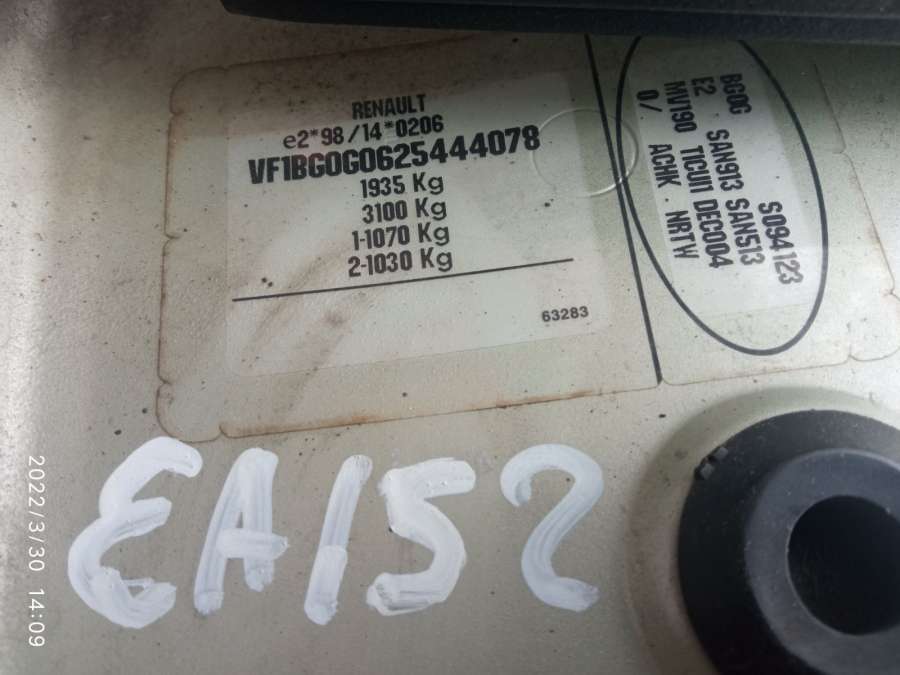 RENAULT
e2*98/14*0206
VF1BG0G0625444078
1935 Kg
3100 Kg
1-1070 Kg
2-1030 Kg
63283
S094123
BG0G SAN913 SAN513
E2 TICUI1 DEC004
MV190 ACHK NRTW
0/
EA152
2022/3/30 14:09